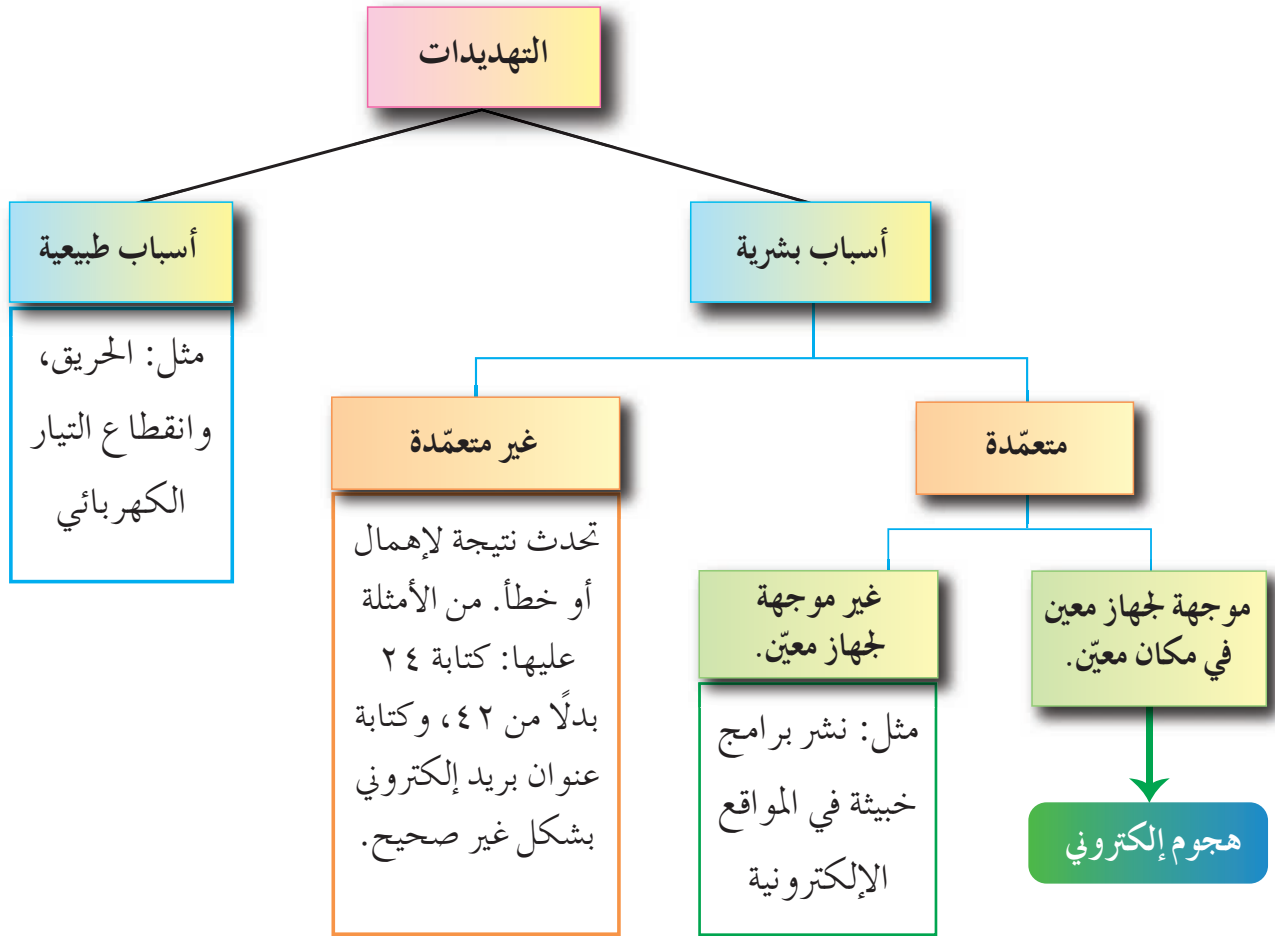 التهديدات
أسباب بشرية
متعمّدة
موجهة لجهاز معين
في مكان معيّن.
هجوم إلكتروني
غير موجهة
لجهاز معيّن.
مثل: نشر برامج
خبيثة في المواقع
الإلكترونية
غير متعمّدة
تحدث نتيجة لإهمال
أو خطأ. من الأمثلة
عليها: كتابة ٢٤
بدلًا من ٤٢، وكتابة
عنوان بريد إلكتروني
بشكل غير صحيح.
أسباب طبيعية
مثل: الحريق،
وانقطاع التيار
الكهربائي